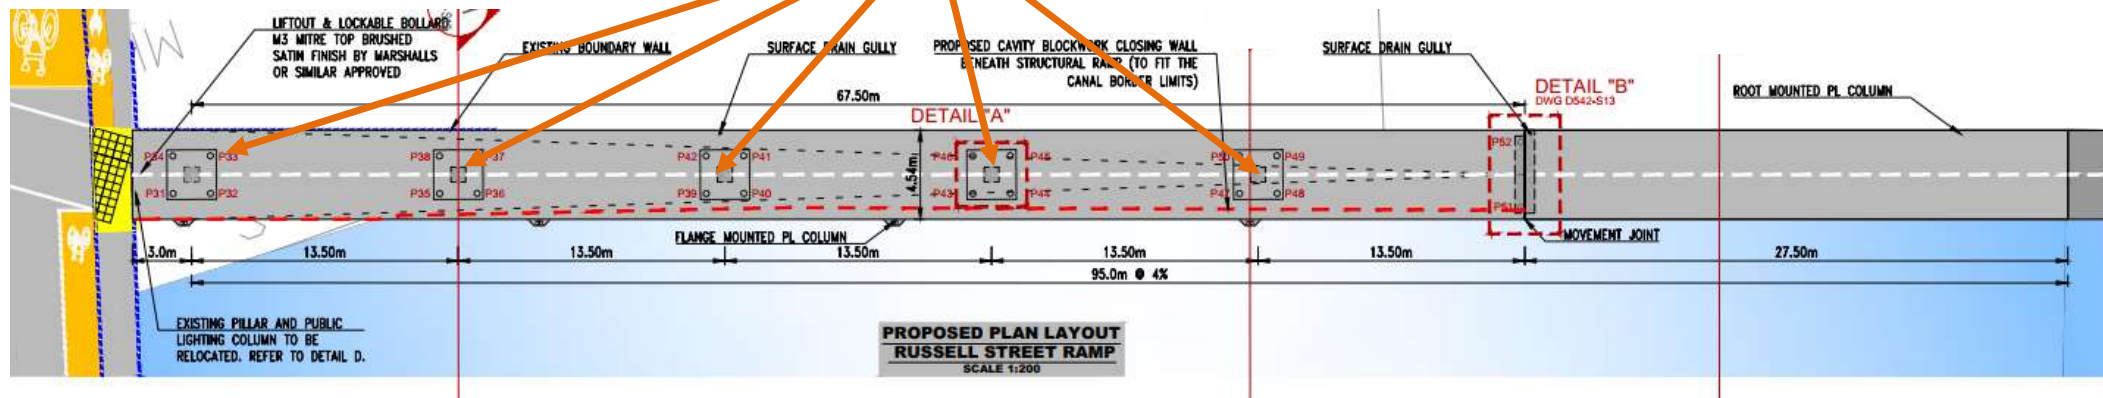 LIFTOUT & LOCKABLE BOLLARD
M3 MITRE TOP BRUSHED
SATIN FINISH BY MARSHALLS
OR SIMILAR APPROVED
EXISTING BOUNDARY WALL
SURFACE DRAIN GULLY
PROPOSED CAVITY BLOCKWORK CLOSING WALL
BENEATH STRUCTURAL RAMP (TO FIT THE
CANAL BORDER LIMITS)
SURFACE DRAIN GULLY
DETAIL "B"
DWG D542-S13
ROOT MOUNTED PL COLUMN
67.50m
DETAIL "A"
P34 P33
P38 P37
P42 P41
P46 P45
P50 P49
P52
4.54m
P31 P32
P35 P36
P39 P40
P43 P44
P47 P48
P51
FLANGE MOUNTED PL COLUMN
MOVEMENT JOINT
3.0m
13.50m
13.50m
13.50m
13.50m
13.50m
27.50m
95.0m @ 4%
EXISTING PILLAR AND PUBLIC
LIGHTING COLUMN TO BE
RELOCATED. REFER TO DETAIL D.
PROPOSED PLAN LAYOUT
RUSSELL STREET RAMP
SCALE 1:200